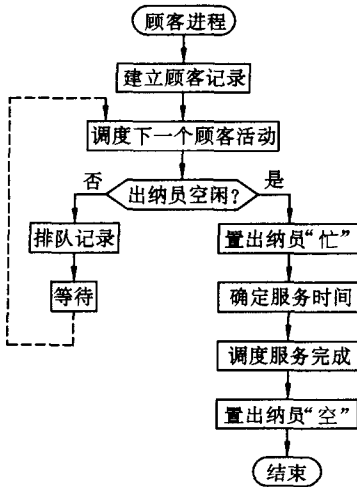 顾客进程
建立顾客记录
调度下一个顾客活动
出纳员空闲?
否
是
排队记录
等待
置出纳员“忙”
确定服务时间
调度服务完成
置出纳员“空”
结束